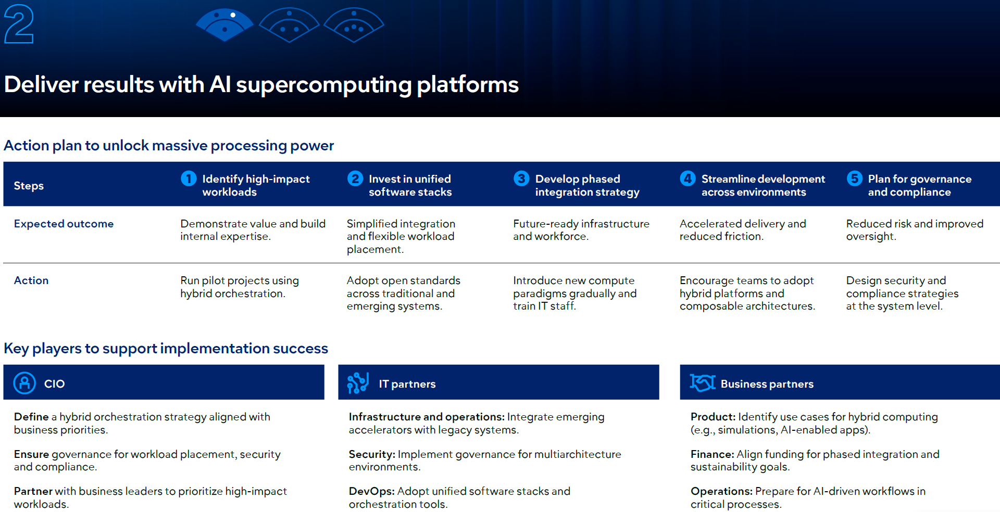 2
Deliver results with AI supercomputing platforms
Action plan to unlock massive processing power
Steps
1 Identify high-impact
workloads
2 Invest in unified
software stacks
3 Develop phased
integration strategy
4 Streamline development
across environments
5 Plan for governance
and compliance
Expected outcome
Demonstrate value and build
internal expertise.
Simplified integration
and flexible workload
placement.
Future-ready infrastructure
and workforce.
Accelerated delivery and
reduced friction.
Reduced risk and improved
oversight.
Action
Run pilot projects using
hybrid orchestration.
Adopt open standards
across traditional and
emerging systems.
Introduce new compute
paradigms gradually and
train IT staff.
Encourage teams to adopt
hybrid platforms and
composable architectures.
Design security and
compliance strategies
at the system level.
Key players to support implementation success
CIO
Define a hybrid orchestration strategy aligned with
business priorities.
Ensure governance for workload placement, security
and compliance.
Partner with business leaders to prioritize high-impact
workloads.
IT partners
Infrastructure and operations: Integrate emerging
accelerators with legacy systems.
Security: Implement governance for multiarchitecture
environments.
DevOps: Adopt unified software stacks and
orchestration tools.
Business partners
Product: Identify use cases for hybrid computing
(e.g., simulations, AI-enabled apps).
Finance: Align funding for phased integration and
sustainability goals.
Operations: Prepare for AI-driven workflows in
critical processes.